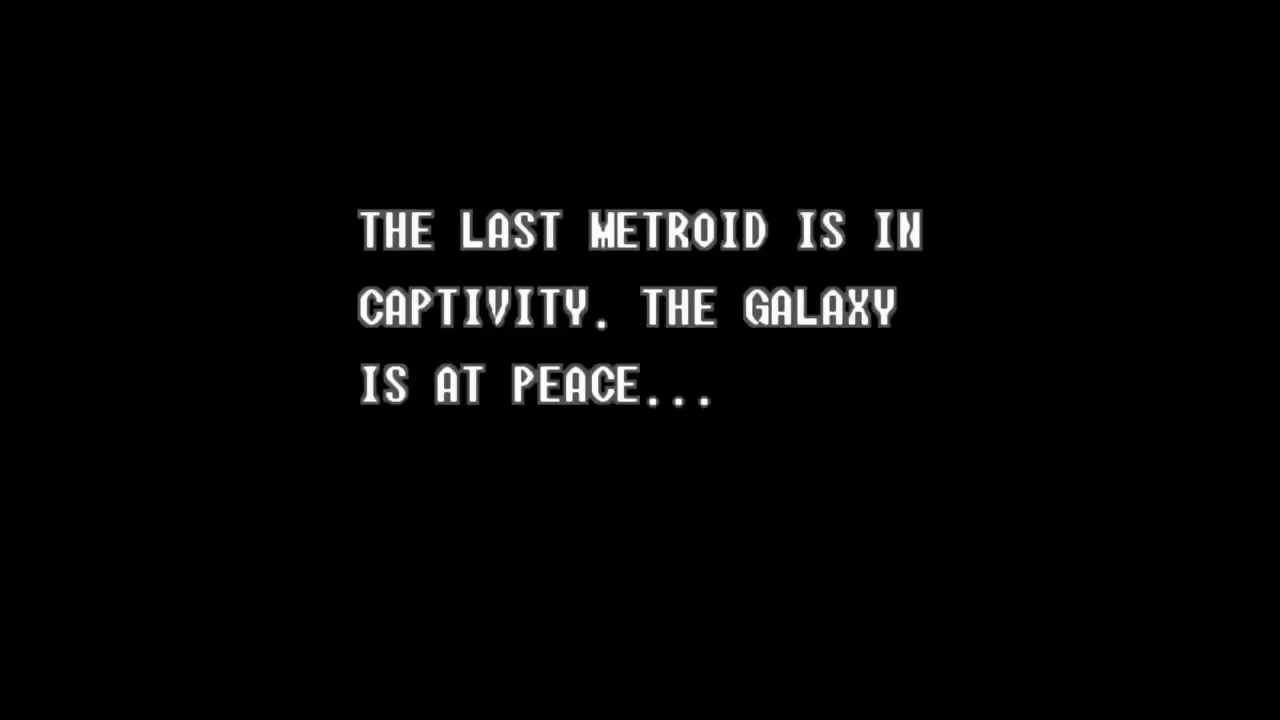 THE LAST METROID IS IN
CAPTIVITY. THE GALAXY
IS AT PEACE...